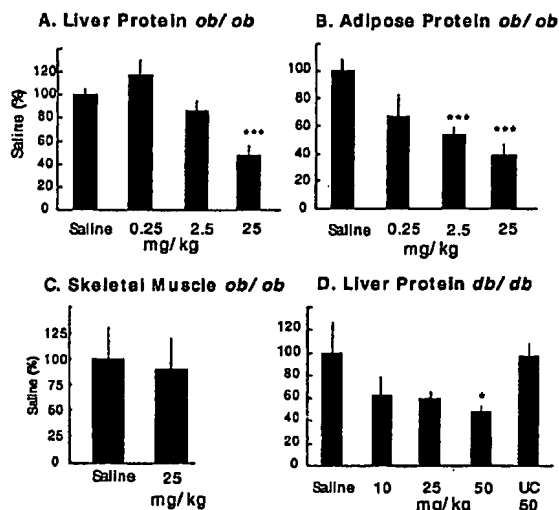 A. Liver Protein ob/ ob
Saline (%)
120
100
80
60
40
20
0
***
Saline 0.25 2.5 25
mg/ kg
B. Adipose Protein ob/ ob
100
80
60
40
20
0
*** ***
Saline 0.25 2.5 25
mg/ kg
C. Skeletal Muscle ob/ ob
Saline (%)
125
100
75
50
25
0
Saline 25
mg/ kg
D. Liver Protein db/ db
120
100
80
60
40
20
0
*
Saline 10 25 50 UC
50
mg/ kg